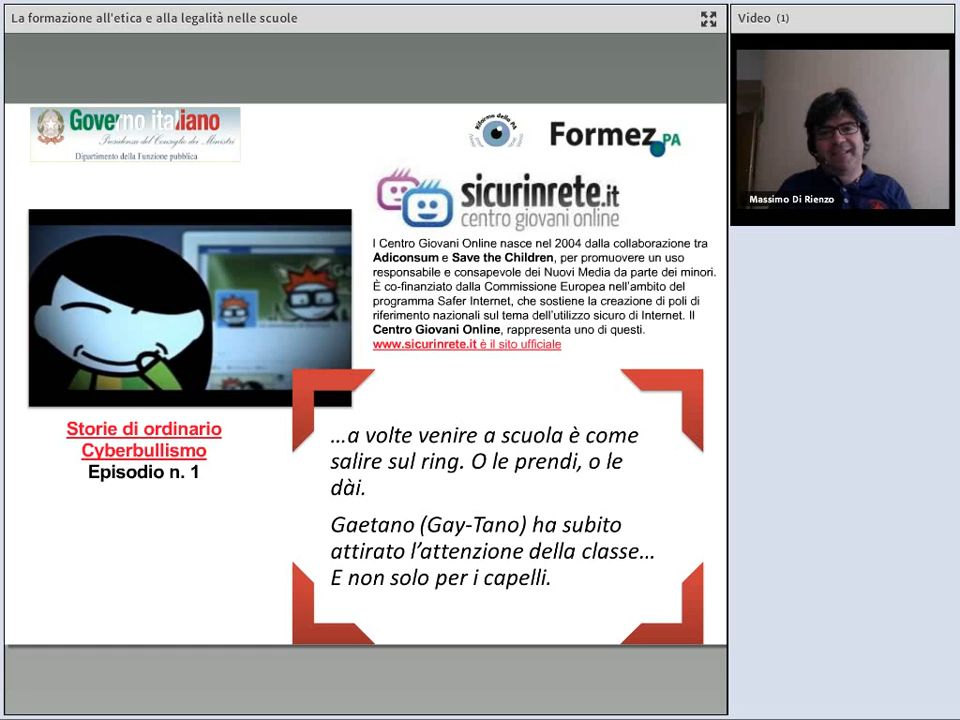 La formazione all'etica e alla legalità nelle scuole
Video (1)
Governo italiano
Presidenza del Consiglio dei Ministri
Dipartimento della Funzione pubblica
Riforme della PA
Formez PA
sicurinrete.it
centro giovani online
Massimo Di Rienzo
I Centro Giovani Online nasce nel 2004 dalla collaborazione tra
Adiconsum e Save the Children, per promuovere un uso
responsabile e consapevole dei Nuovi Media da parte dei minori.
È co-finanziato dalla Commissione Europea nell'ambito del
programma Safer Internet, che sostiene la creazione di poli di
riferimento nazionali sul tema dell'utilizzo sicuro di Internet. Il
Centro Giovani Online, rappresenta uno di questi.
www.sicurinrete.it è il sito ufficiale
Storie di ordinario
Cyberbullismo
Episodio n. 1
…a volte venire a scuola è come
salire sul ring. O le prendi, o le
dài.
Gaetano (Gay-Tano) ha subito
attirato l'attenzione della classe…
E non solo per i capelli.